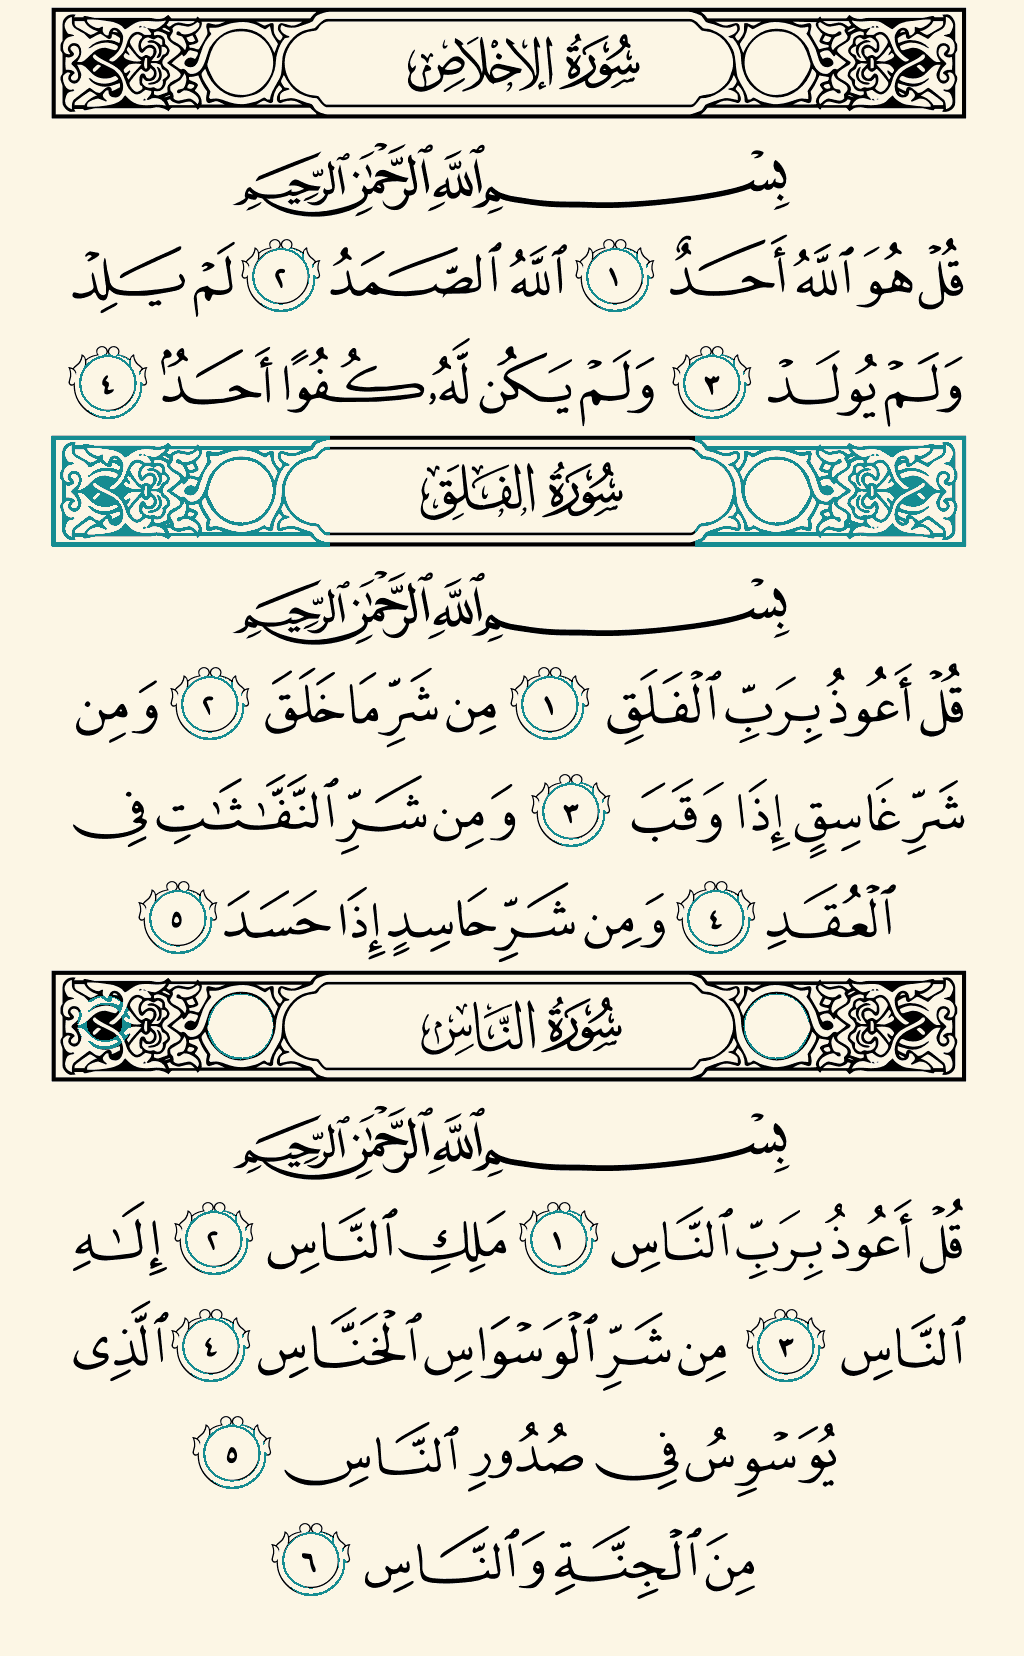 سُورَةُ الإِخْلَاصِ
بِسْمِ ٱللَّهِ ٱلرَّحْمَٰنِ ٱلرَّحِيمِ
قُلْ هُوَ ٱللَّهُ أَحَدٌ ١ ٱللَّهُ ٱلصَّمَدُ ٢ لَمْ يَلِدْ
وَلَمْ يُولَدْ ٣ وَلَمْ يَكُن لَّهُۥ كُفُوًا أَحَدٌۢ ٤
سُورَةُ الفَلَقِ
بِسْمِ ٱللَّهِ ٱلرَّحْمَٰنِ ٱلرَّحِيمِ
قُلْ أَعُوذُ بِرَبِّ ٱلْفَلَقِ ١ مِن شَرِّ مَا خَلَقَ ٢ وَمِن
شَرِّ غَاسِقٍ إِذَا وَقَبَ ٣ وَمِن شَرِّ ٱلنَّفَّٰثَٰتِ فِى
ٱلْعُقَدِ ٤ وَمِن شَرِّ حَاسِدٍ إِذَا حَسَدَ ٥
سُورَةُ النَّاسِ
بِسْمِ ٱللَّهِ ٱلرَّحْمَٰنِ ٱلرَّحِيمِ
قُلْ أَعُوذُ بِرَبِّ ٱلنَّاسِ ١ مَلِكِ ٱلنَّاسِ ٢ إِلَٰهِ
ٱلنَّاسِ ٣ مِن شَرِّ ٱلْوَسْوَاسِ ٱلْخَنَّاسِ ٤ ٱلَّذِى
يُوَسْوِسُ فِى صُدُورِ ٱلنَّاسِ ٥
مِنَ ٱلْجِنَّةِ وَٱلنَّاسِ ٦